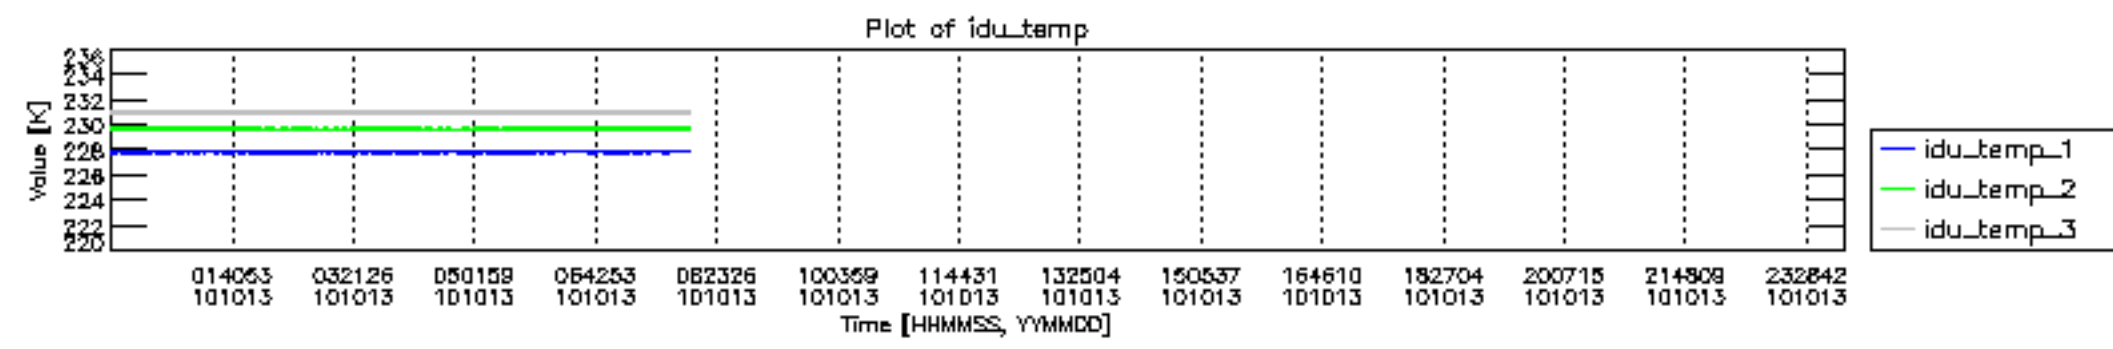 Plot of idu_temp
Value [K]
236
234
232
230
228
226
224
222
220
014053 032126 050159 064253 082326 100359 114431 132504 150537 164610 182704 200715 214809 232842
101013 101013 101013 101013 101013 101013 101013 101013 101013 101013 101013 101013 101013 101013
Time [HHMMSS, YYMMDD]
idu_temp_1
idu_temp_2
idu_temp_3